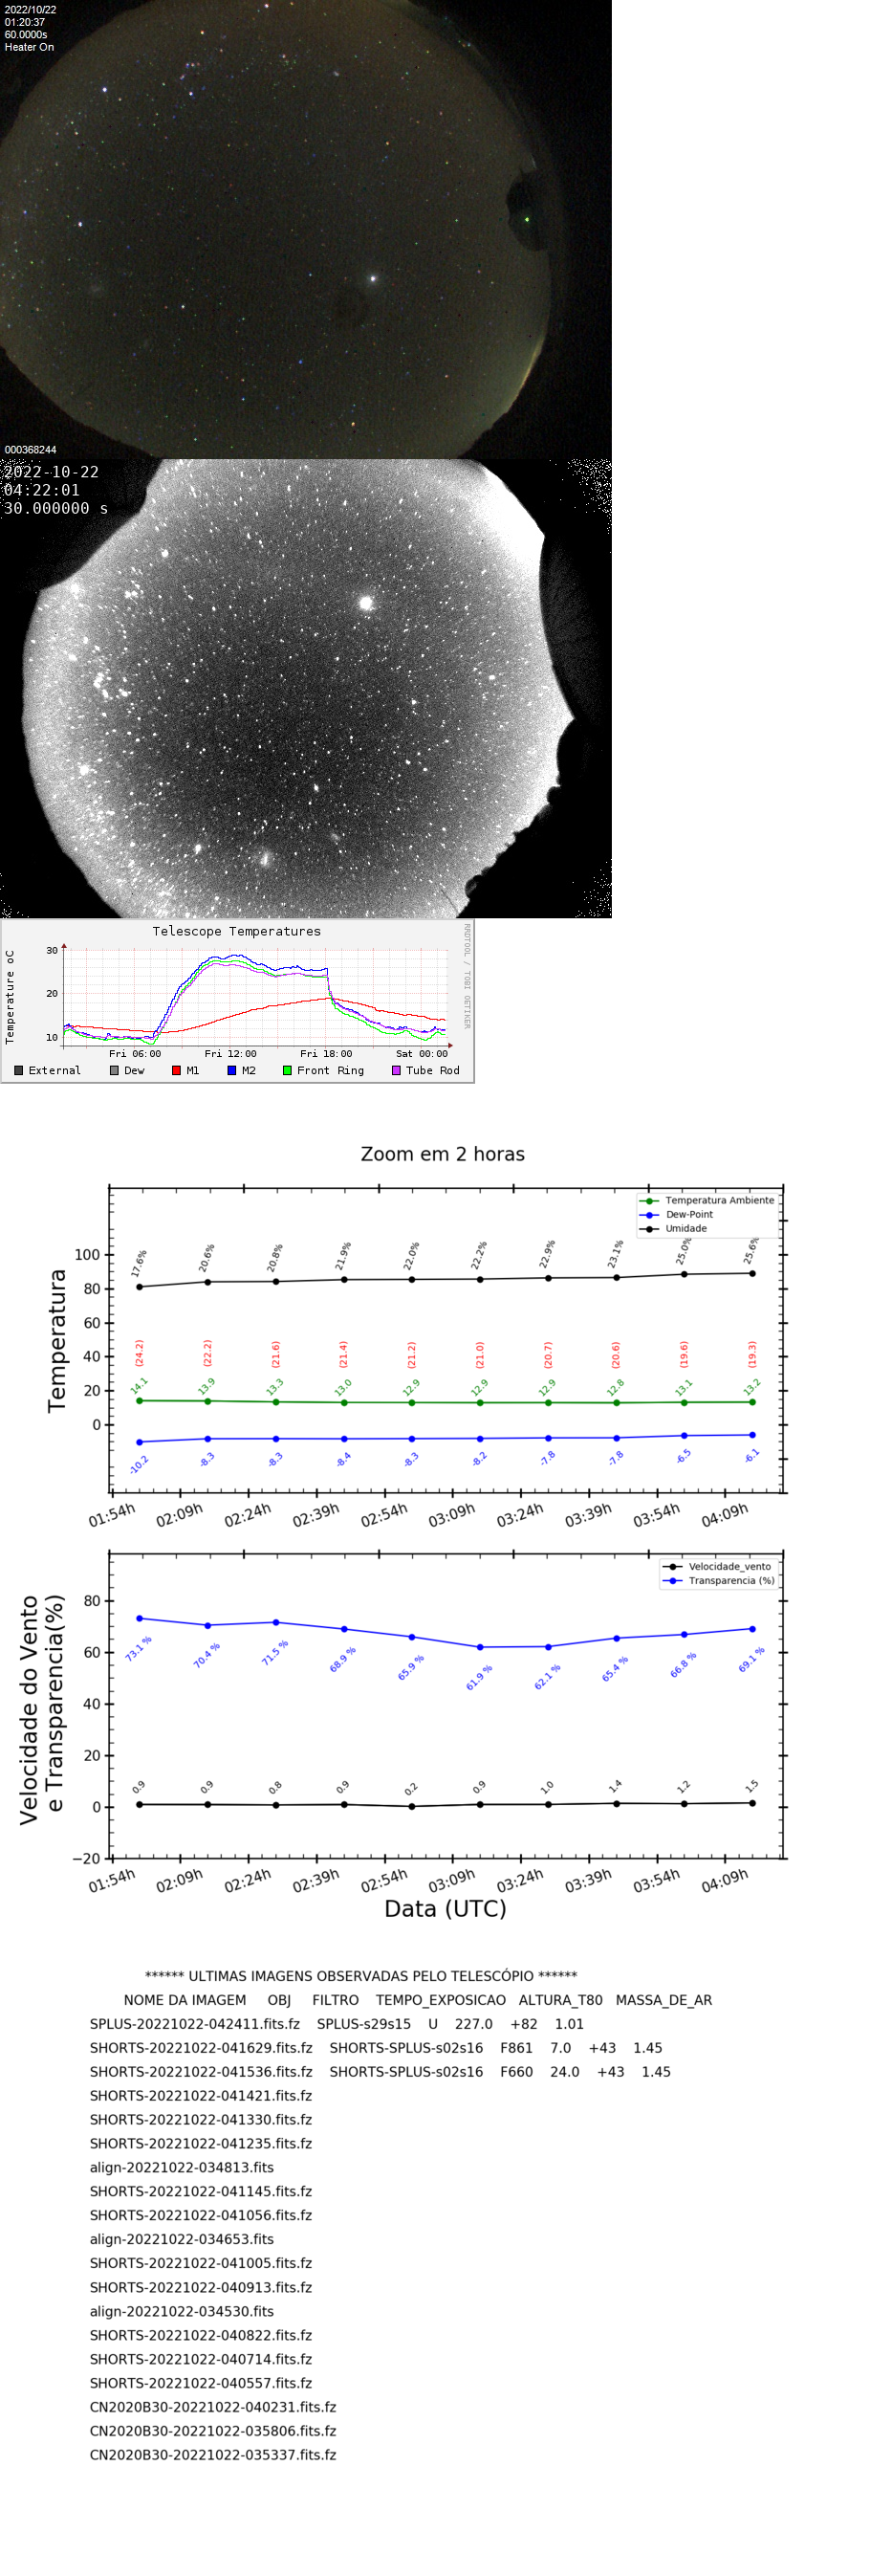 2022/10/22
01:20:37
60.0000s
Heater On
000368244
2022-10-22
04:22:01
30.000000 s
Telescope Temperatures
Temperature oC
RRDTOOL / TOBI OETIKER
30
20
10
Fri 06:00 Fri 12:00 Fri 18:00 Sat 00:00
External Dew M1 M2 Front Ring Tube Rod
Zoom em 2 horas
Temperatura
Temperatura Ambiente
Dew-Point
Umidade
100
80
60
40
20
0
17.6% 20.6% 20.8% 21.9% 22.0% 22.2% 22.9% 23.1% 25.0% 25.6%
(24.2) (22.2) (21.6) (21.4) (21.2) (21.0) (20.7) (20.6) (19.6) (19.3)
14.1 13.9 13.3 13.0 12.9 12.9 12.9 12.8 13.1 13.2
-10.2 -8.3 -8.3 -8.4 -8.3 -8.2 -7.8 -7.8 -6.5 -6.1
01:54h 02:09h 02:24h 02:39h 02:54h 03:09h 03:24h 03:39h 03:54h 04:09h
Velocidade do Vento
e Transparencia(%)
Velocidade_vento
Transparencia (%)
80
60
40
20
0
−20
73.1 % 70.4 % 71.5 % 68.9 % 65.9 % 61.9 % 62.1 % 65.4 % 66.8 % 69.1 %
0.9 0.9 0.8 0.9 0.2 0.9 1.0 1.4 1.2 1.5
01:54h 02:09h 02:24h 02:39h 02:54h 03:09h 03:24h 03:39h 03:54h 04:09h
Data (UTC)
****** ULTIMAS IMAGENS OBSERVADAS PELO TELESCÓPIO ******
NOME DA IMAGEM OBJ FILTRO TEMPO_EXPOSICAO ALTURA_T80 MASSA_DE_AR
SPLUS-20221022-042411.fits.fz SPLUS-s29s15 U 227.0 +82 1.01
SHORTS-20221022-041629.fits.fz SHORTS-SPLUS-s02s16 F861 7.0 +43 1.45
SHORTS-20221022-041536.fits.fz SHORTS-SPLUS-s02s16 F660 24.0 +43 1.45
SHORTS-20221022-041421.fits.fz
SHORTS-20221022-041330.fits.fz
SHORTS-20221022-041235.fits.fz
align-20221022-034813.fits
SHORTS-20221022-041145.fits.fz
SHORTS-20221022-041056.fits.fz
align-20221022-034653.fits
SHORTS-20221022-041005.fits.fz
SHORTS-20221022-040913.fits.fz
align-20221022-034530.fits
SHORTS-20221022-040822.fits.fz
SHORTS-20221022-040714.fits.fz
SHORTS-20221022-040557.fits.fz
CN2020B30-20221022-040231.fits.fz
CN2020B30-20221022-035806.fits.fz
CN2020B30-20221022-035337.fits.fz